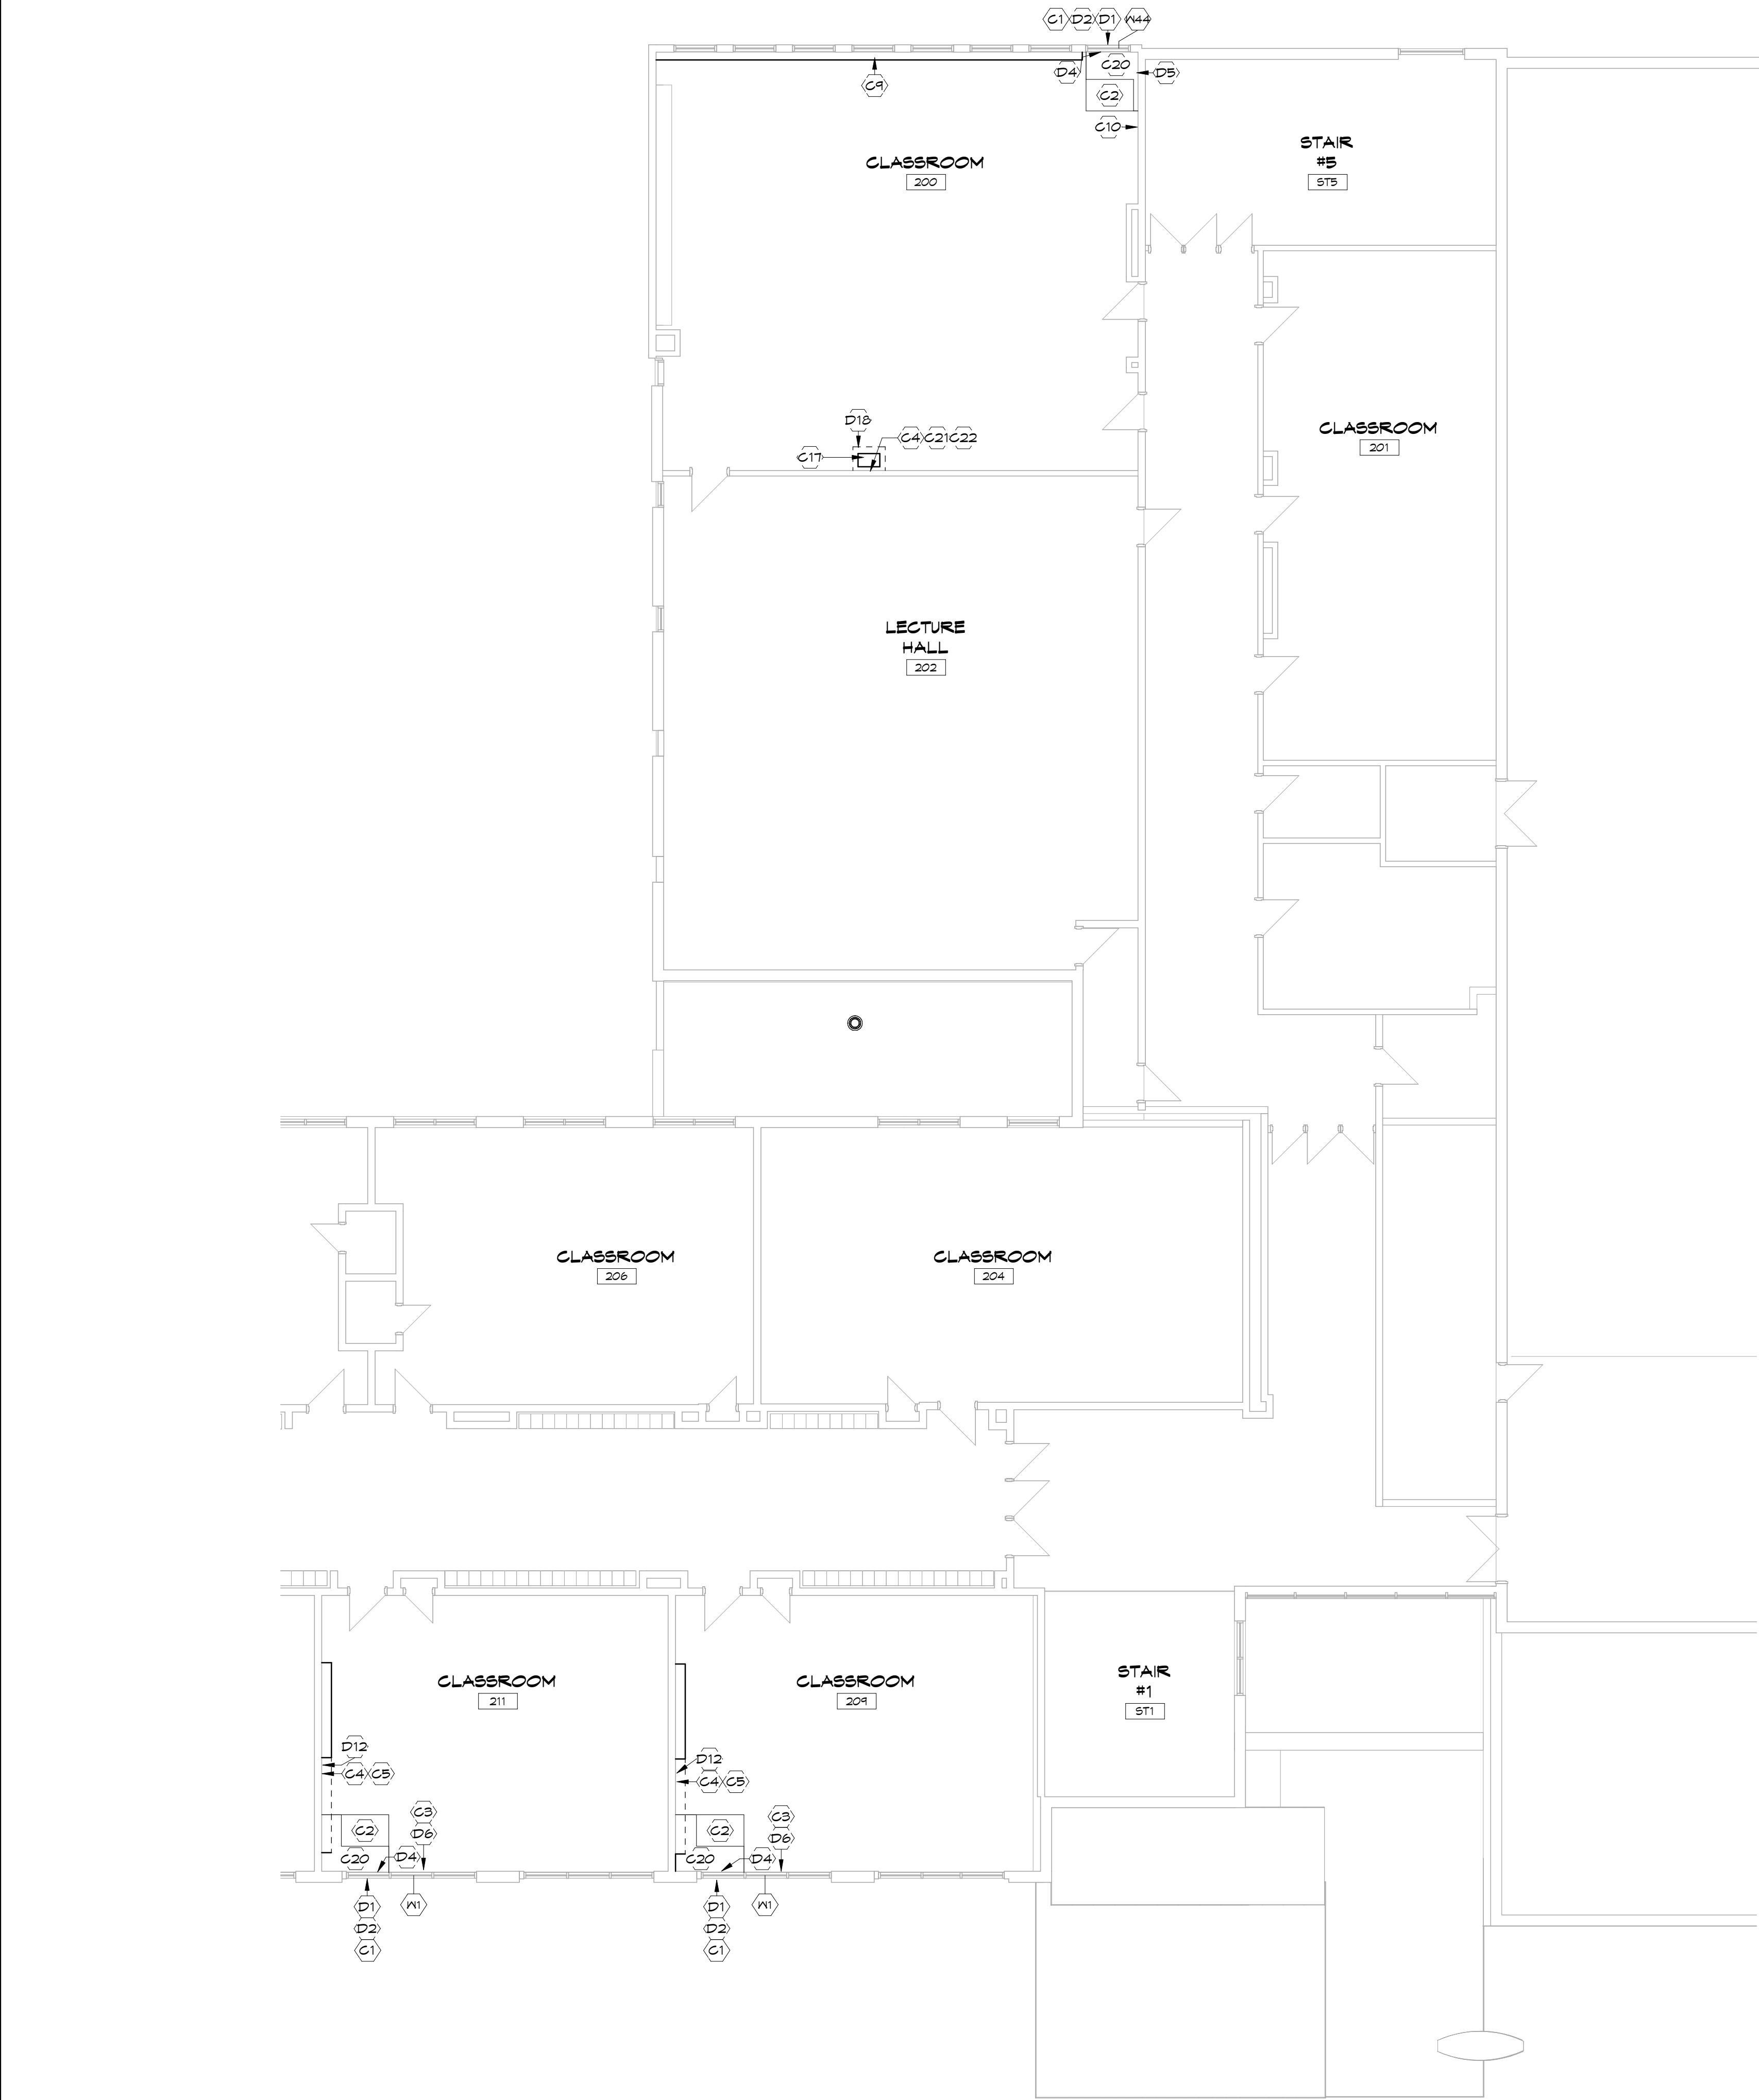 C1 D2 D1 W44
C9
D4 C20 D5
C2
C10
CLASSROOM
200
STAIR
#5
ST5
D18
C4 C21 C22
C17
CLASSROOM
201
LECTURE
HALL
202
CLASSROOM
206
CLASSROOM
204
CLASSROOM
211
CLASSROOM
209
STAIR
#1
ST1
D12
C4 C5
C3
C2
D6
C20 D4
D1 W1
D2
C1
D12
C4 C5
C3
C2
D6
C20 D4
D1 W1
D2
C1